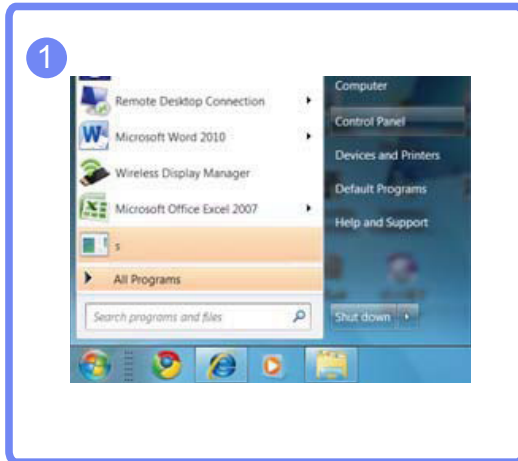 1
Remote Desktop Connection
Microsoft Word 2010
Wireless Display Manager
Microsoft Office Excel 2007
s
All Programs
Search programs and files
Computer
Control Panel
Devices and Printers
Default Programs
Help and Support
Shut down